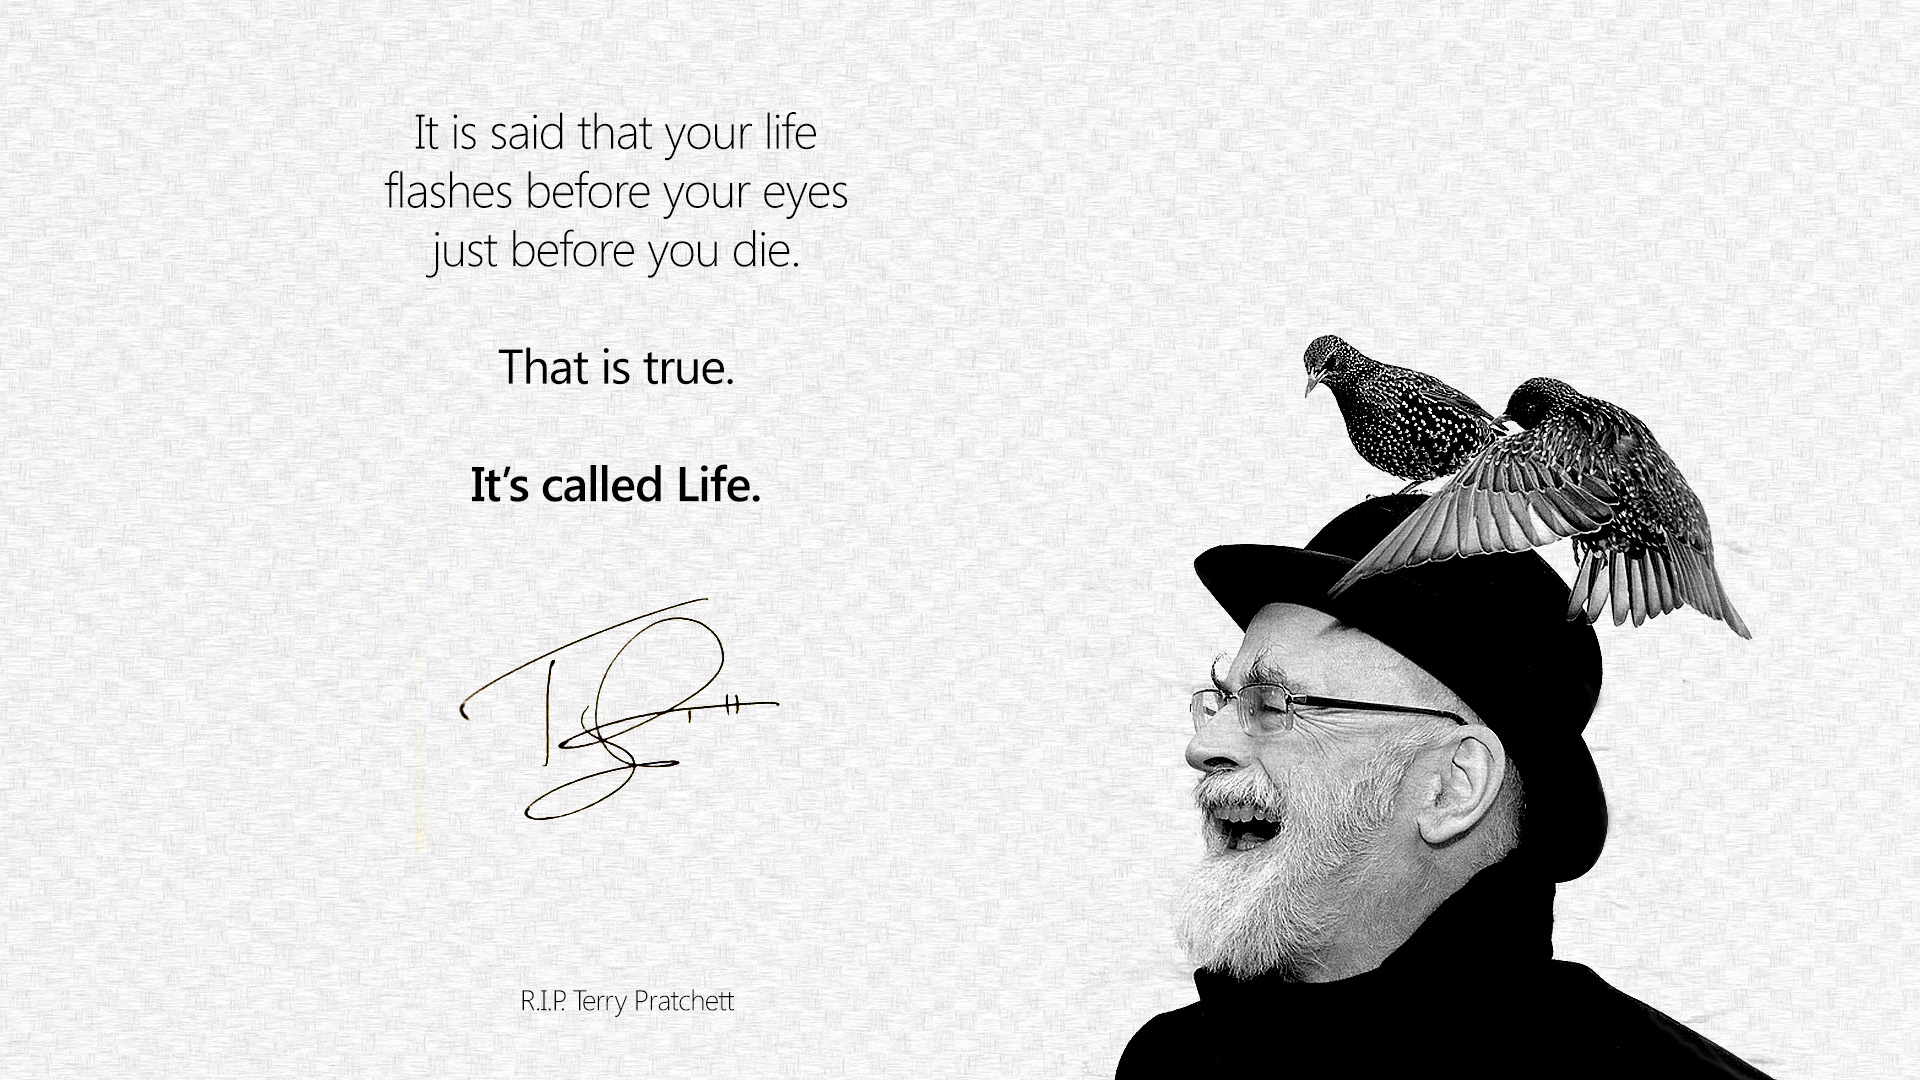 It is said that your life
flashes before your eyes
just before you die.
That is true.
It’s called Life.
R.I.P. Terry Pratchett